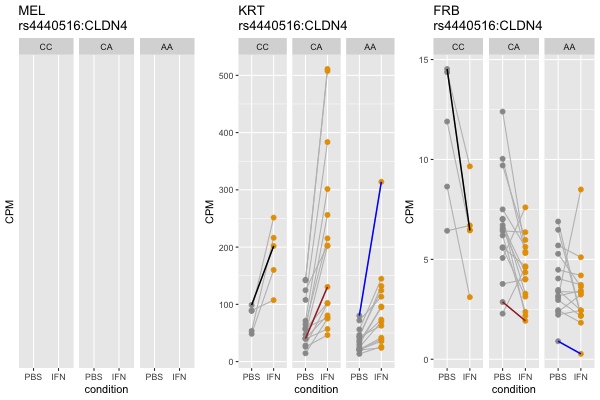 MEL
rs4440516:CLDN4
CC CA AA
CPM
PBS IFN PBS IFN PBS IFN
condition
KRT
rs4440516:CLDN4
CC CA AA
500
400
300
200
100
0
CPM
PBS IFN PBS IFN PBS IFN
condition
FRB
rs4440516:CLDN4
CC CA AA
15
10
5
0
CPM
PBS IFN PBS IFN PBS IFN
condition